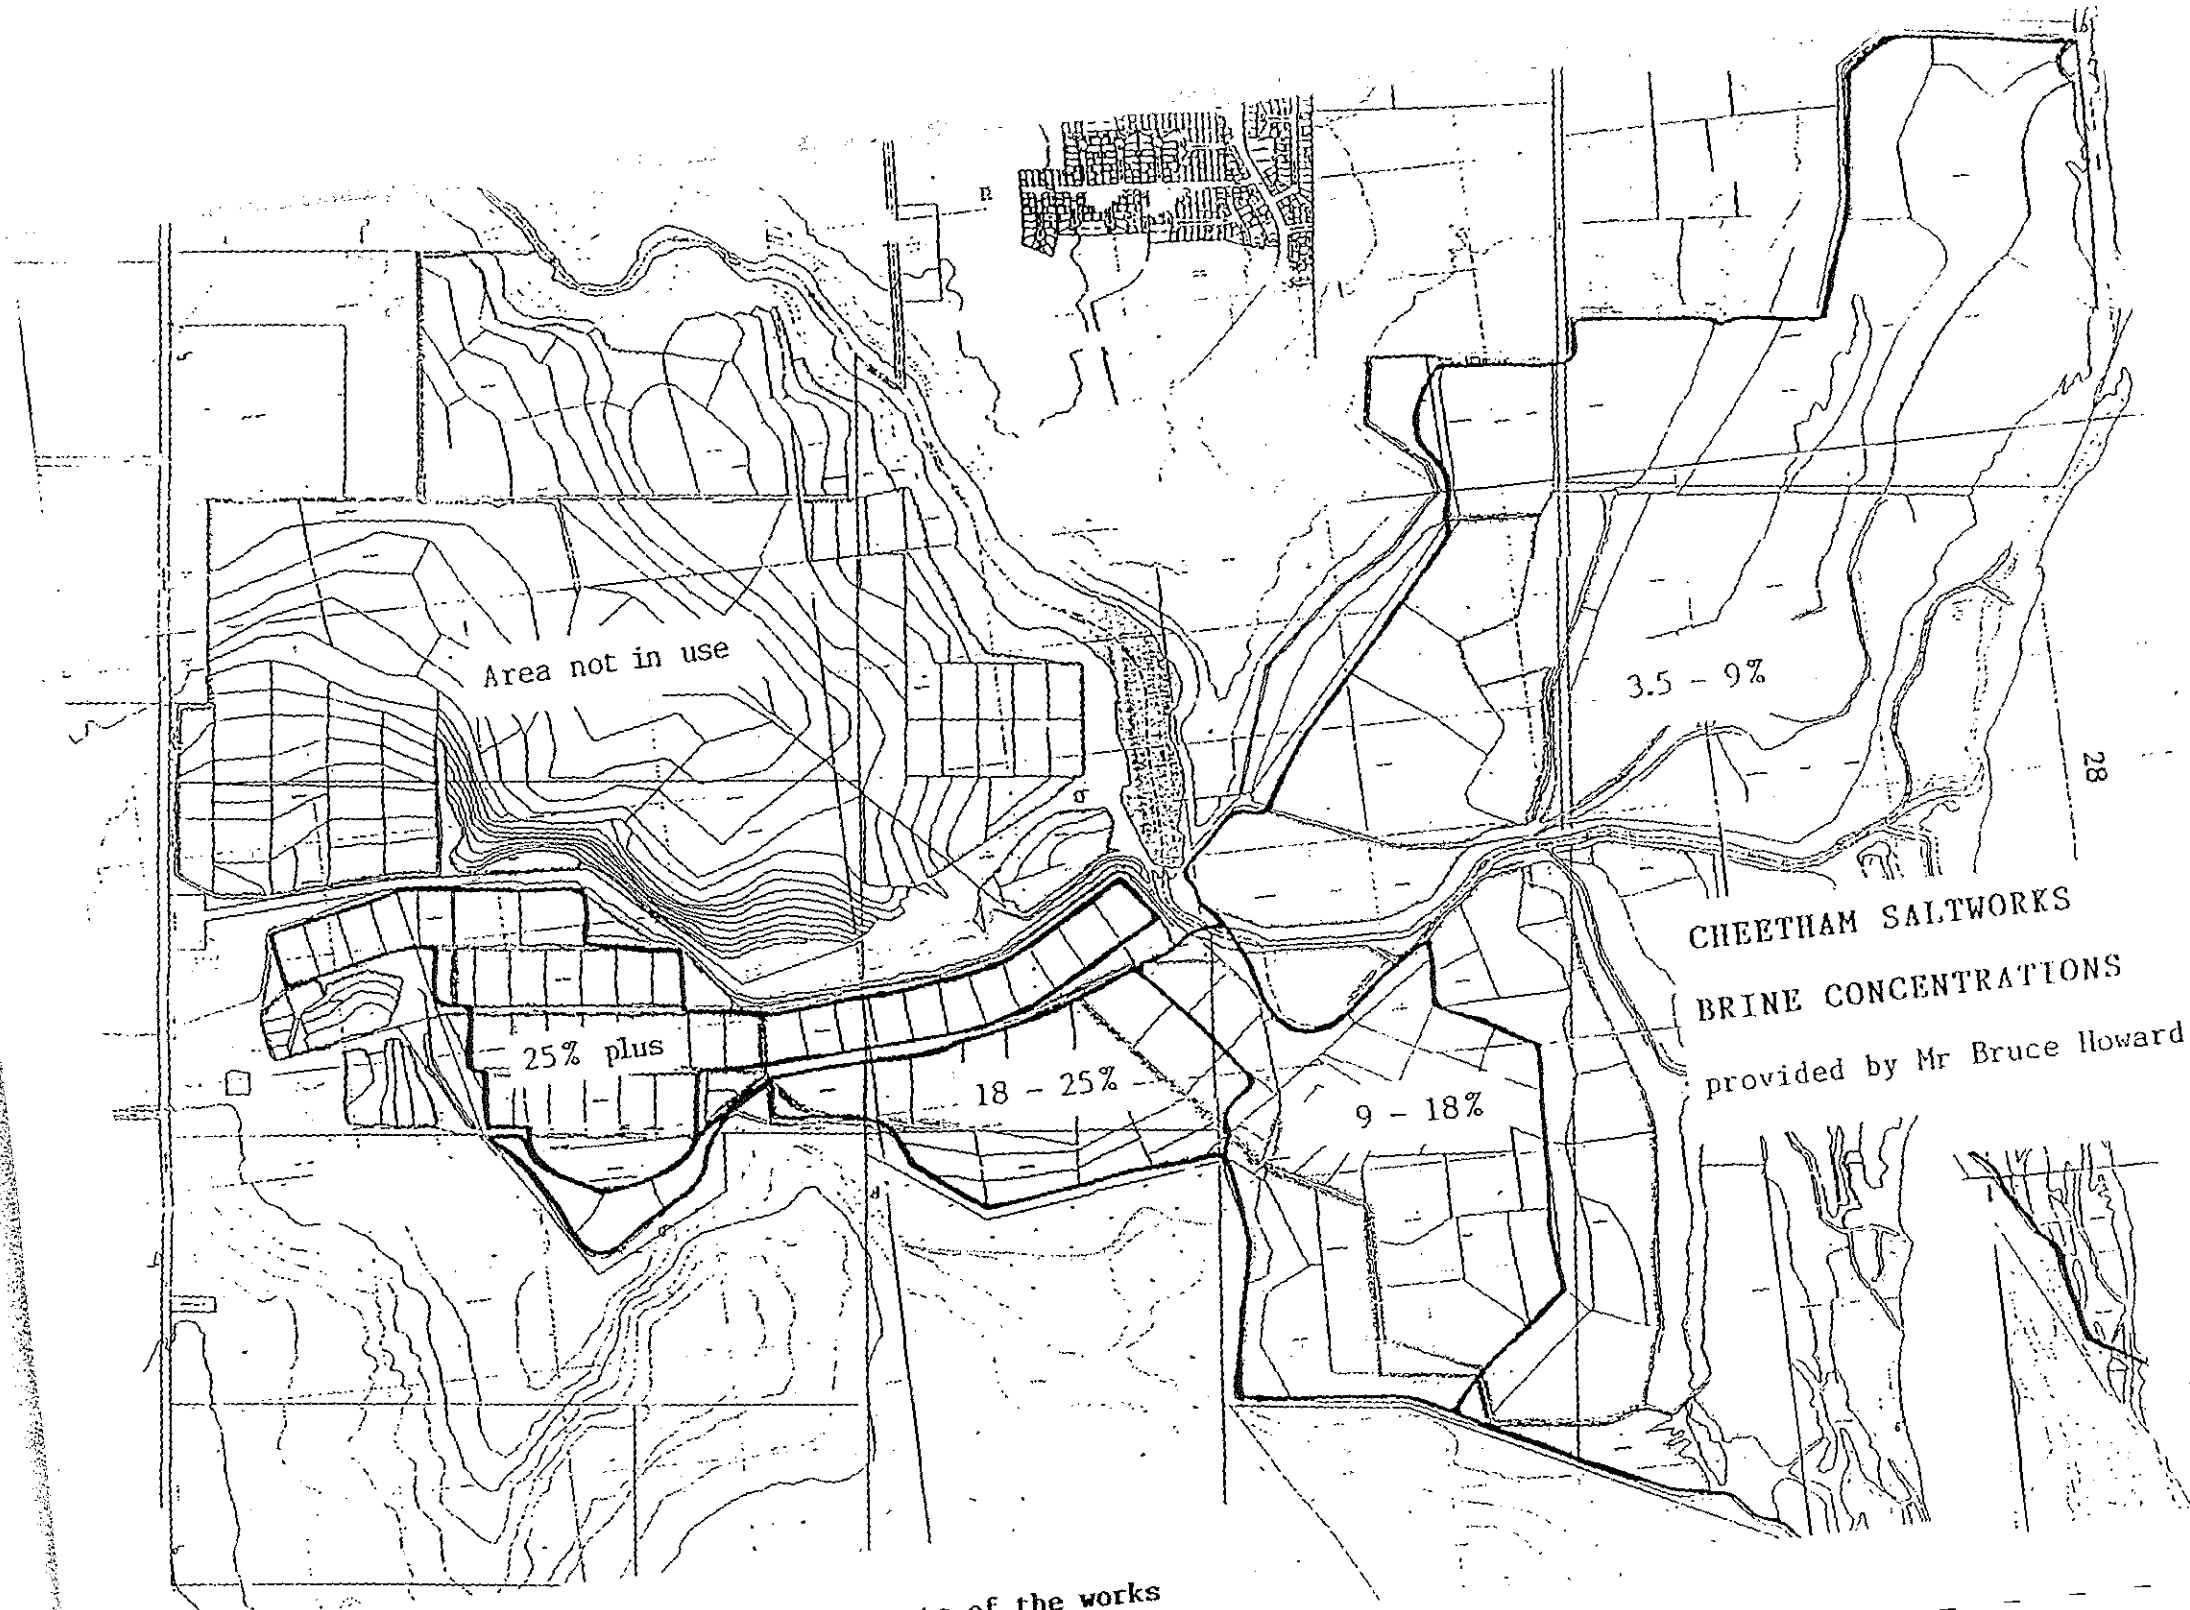 Area not in use
3.5 - 9%
28
CHEETHAM SALTWORKS
BRINE CONCENTRATIONS
provided by Mr Bruce Howard
25% plus
18 - 25%
9 - 18%
of the works